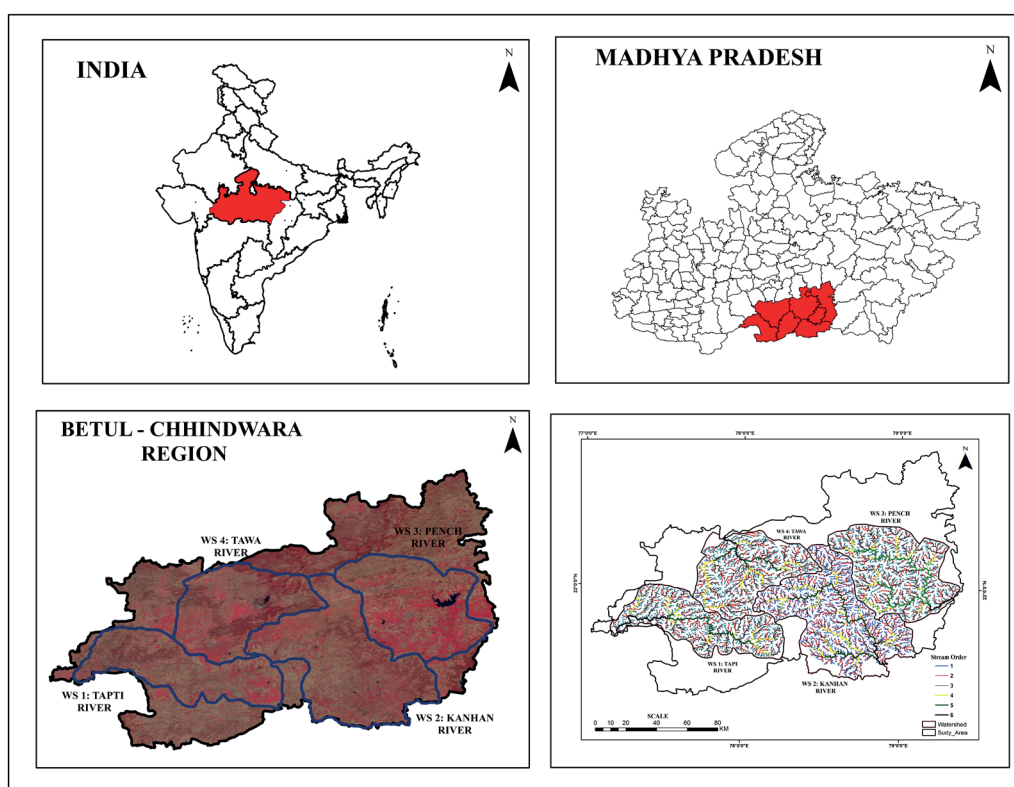 INDIA
N
MADHYA PRADESH
N
BETUL - CHHINDWARA
REGION
N
WS 4: TAWA
RIVER
WS 3: PENCH
RIVER
WS 1: TAPTI
RIVER
WS 2: KANHAN
RIVER
77°0'0"E
78°0'0"E
79°0'0"E
N
WS 3: PENCH
RIVER
WS 4: TAWA
RIVER
22°0'0"N
22°0'0"N
WS 1: TAPI
RIVER
WS 2: KANHAN
RIVER
Stream Order
1
2
3
4
5
6
Watershed
Sudy_Area
SCALE
0 10 20 40 60 80
KM
78°0'0"E
79°0'0"E